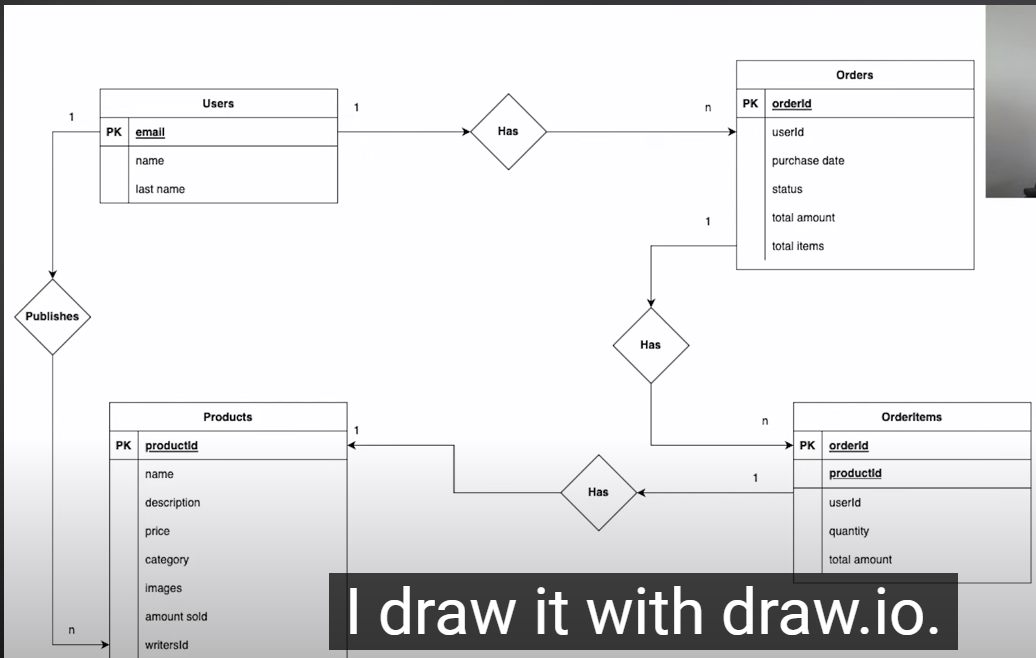 Users
PK email
name
last name
1
1
Has
n
Orders
PK orderId
userId
purchase date
status
total amount
total items
1
Has
n
Publishes
n
Products
PK productId
name
description
price
category
images
amount sold
writersId
1
Has
1
OrderItems
PK orderId
productId
userId
quantity
total amount
I draw it with draw.io.